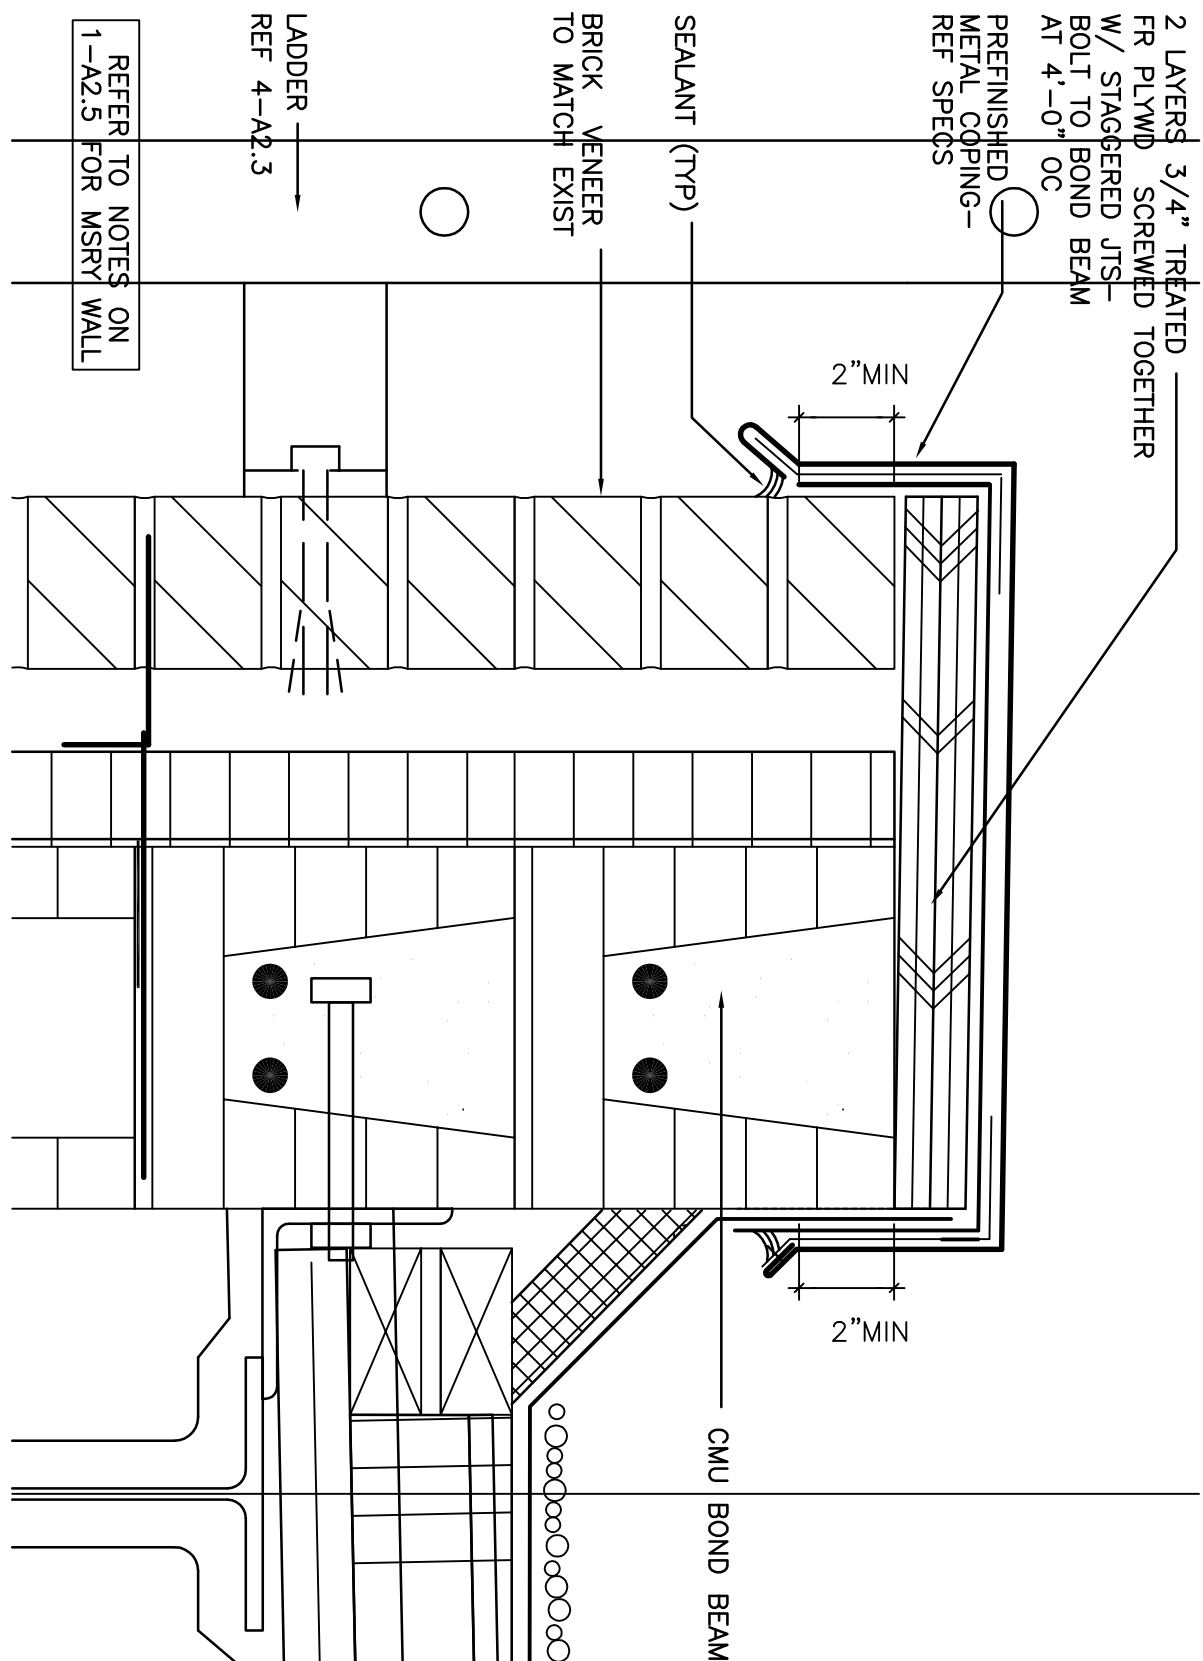 2 LAYERS 3/4" TREATED
FR PLYWD SCREWED TOGETHER
W/ STAGGERED JTS-
BOLT TO BOND BEAM
AT 4'-0" OC
PREFINISHED
METAL COPING-
REF SPECS
SEALANT (TYP)
BRICK VENEER
TO MATCH EXIST
LADDER
REF 4-A2.3
REFER TO NOTES ON
1-A2.5 FOR MSRY WALL
2"MIN
2"MIN
CMU BOND BEAM